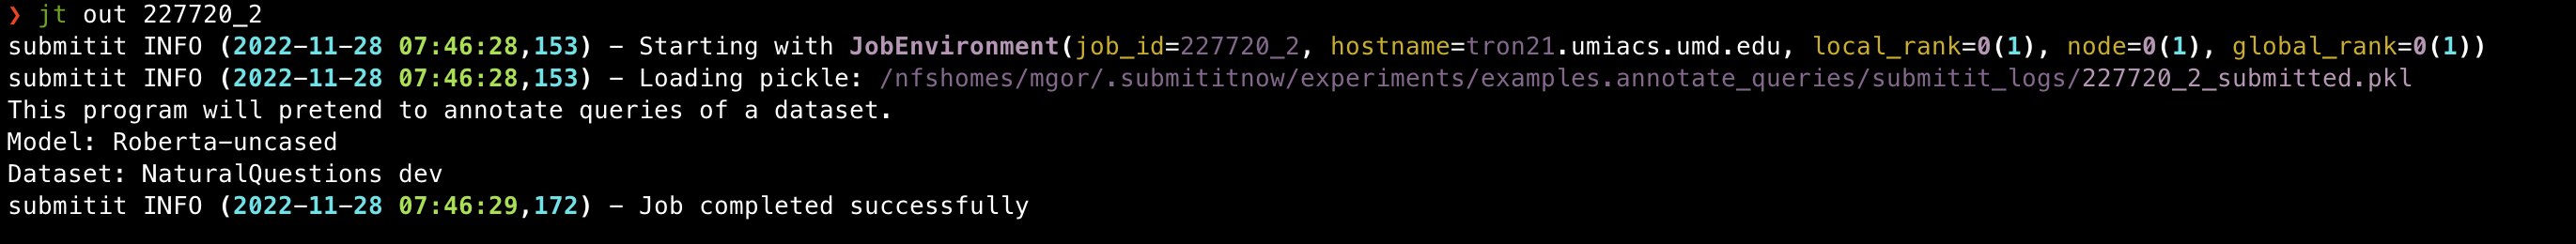 ❯ jt out 227720_2
submitit INFO (2022-11-28 07:46:28,153) - Starting with JobEnvironment(job_id=227720_2, hostname=tron21.umiacs.umd.edu, local_rank=0(1), node=0(1), global_rank=0(1))
submitit INFO (2022-11-28 07:46:28,153) - Loading pickle: /nfshomes/mgor/.submititnow/experiments/examples.annotate_queries/submitit_logs/227720_2_submitted.pkl
This program will pretend to annotate queries of a dataset.
Model: Roberta-uncased
Dataset: NaturalQuestions dev
submitit INFO (2022-11-28 07:46:29,172) - Job completed successfully